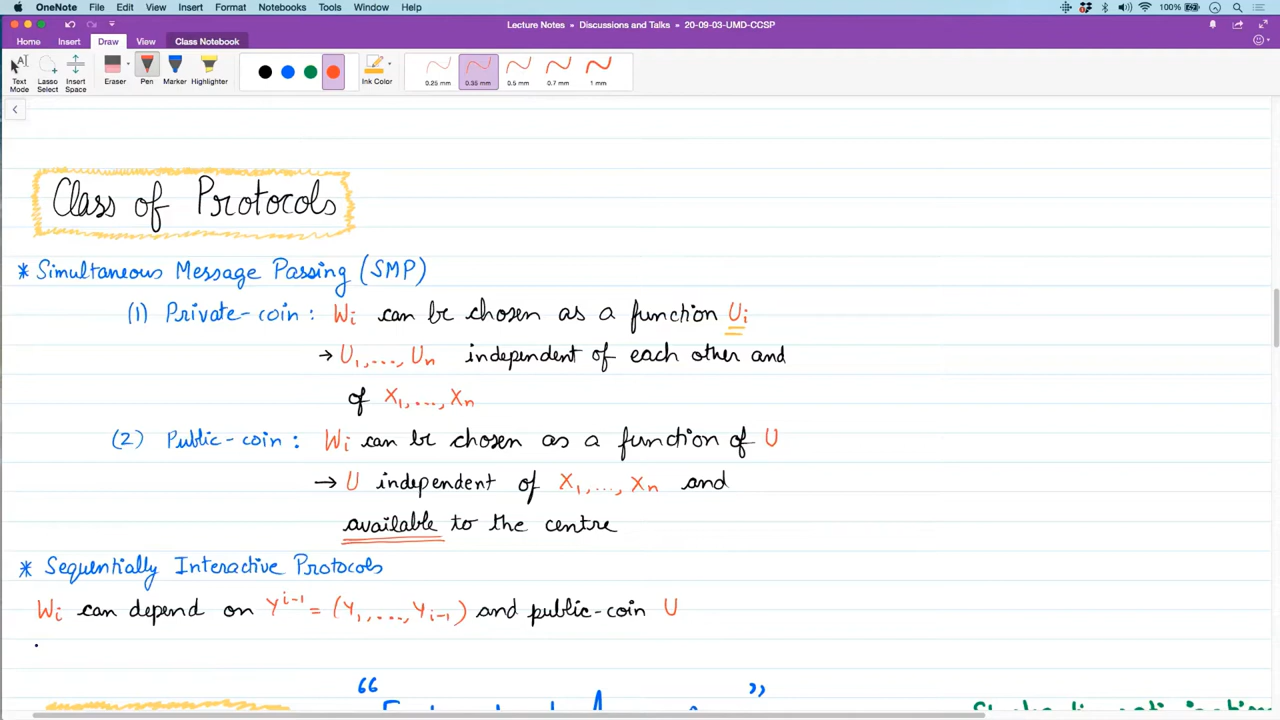 OneNote File Edit View Insert Format Notebooks Tools Window Help 100%
Lecture Notes » Discussions and Talks » 20-09-03-UMD-CCSP
Home Insert Draw View Class Notebook
Text Mode Lasso Select Insert Space Eraser Pen Marker Highlighter Ink Color 0.25 mm 0.35 mm 0.5 mm 0.7 mm 1 mm
Class of Protocols
* Simultaneous Message Passing (SMP)
(1) Private-coin: Wi can be chosen as a function Ui
→ U1,..., Un independent of each other and
of X1,..., Xn
(2) Public-coin: Wi can be chosen as a function of U
→ U independent of X1,..., Xn and
available to the centre
* Sequentially Interactive Protocols
Wi can depend on Y^{i-1} = (Y1,..., Yi-1) and public-coin U
“ ”